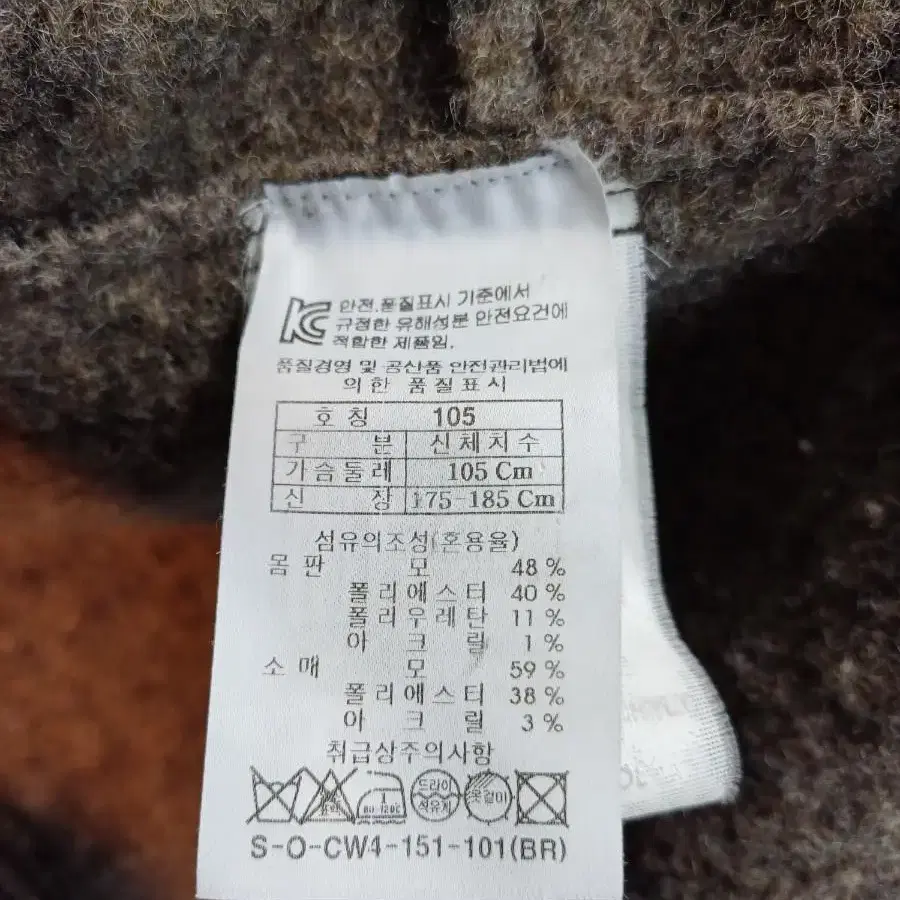 KC 안전.품질표시 기준에서
규정한 유해성분 안전요건에
적합한 제품임.
품질경영 및 공산품 안전관리법에
의한 품질표시
호 칭 105
구 분 신체치수
가슴둘레 105 Cm
신 장 175-185 Cm
섬유의조성(혼용율)
몸 판 모 48 %
폴리에스티 40 %
폴리우레탄 11 %
아 크 릴 1 %
소 매 모 59 %
폴리에스티 38 %
아 크 릴 3 %
취급상주의사항
드라이
석유계
옷걸이
S-O-CW4-151-101(BR)